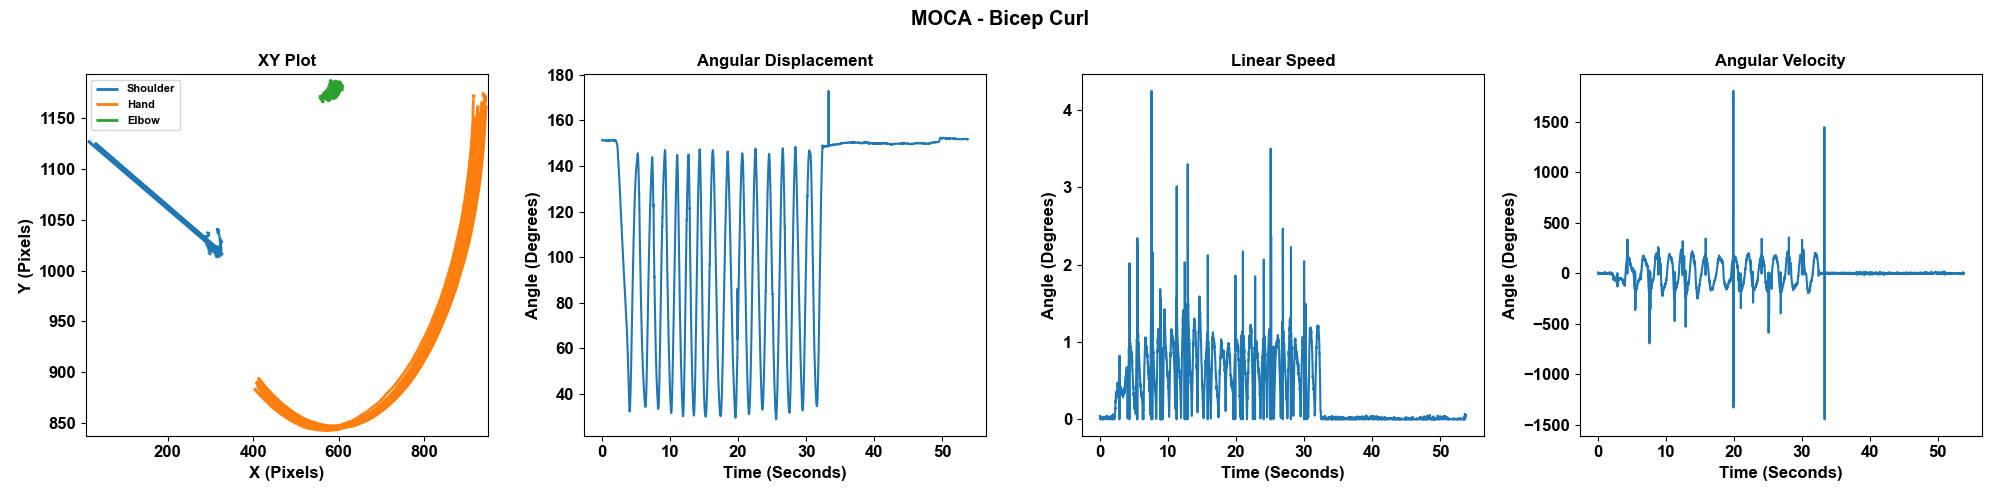 MOCA - Bicep Curl
XY Plot
Shoulder
Hand
Elbow
Y (Pixels)
1150
1100
1050
1000
950
900
850
200 400 600 800
X (Pixels)
Angular Displacement
Angle (Degrees)
180
160
140
120
100
80
60
40
0 10 20 30 40 50
Time (Seconds)
Linear Speed
Angle (Degrees)
4
3
2
1
0
0 10 20 30 40 50
Time (Seconds)
Angular Velocity
Angle (Degrees)
1500
1000
500
0
−500
−1000
−1500
0 10 20 30 40 50
Time (Seconds)